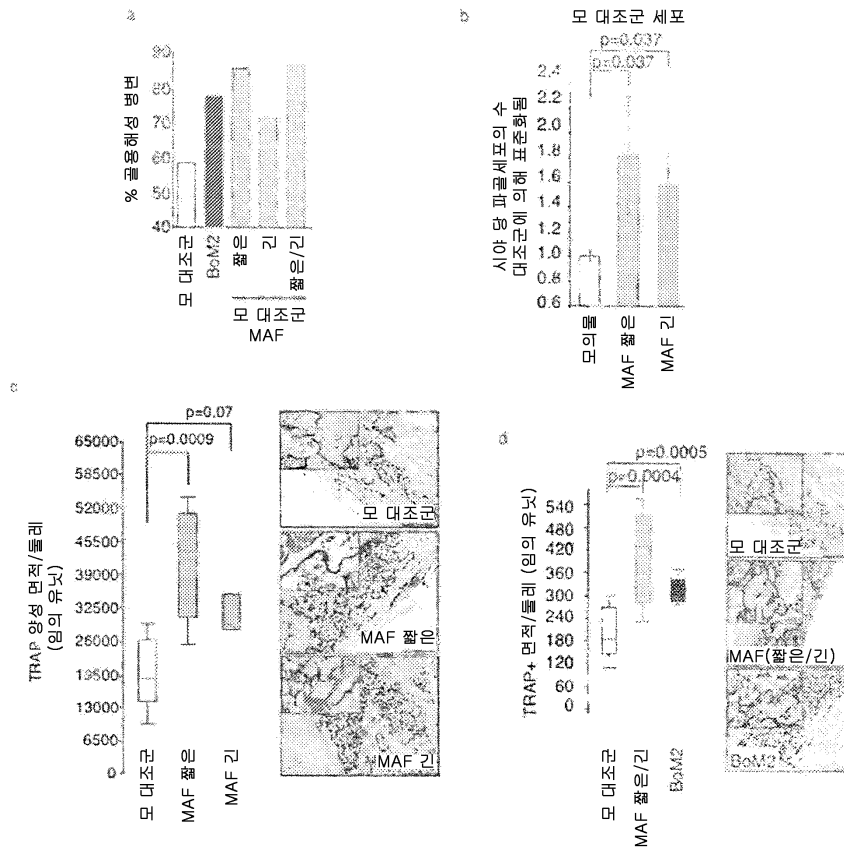 a
90
80
70
60
50
40
% 골용해성 병변
모 대조군
BoM2
짧은
긴
짧은/긴
모 대조군
MAF
b
모 대조군 세포
p=0.037
p=0.037
2.4
2.2
2.0
1.8
1.6
1.4
1.2
1.0
0.8
0.6
시야 당 파골세포의 수
대조군에 의해 표준화됨
모의물
MAF 짧은
MAF 긴
c
p=0.07
p=0.0009
65000
58500
52000
45500
39000
32500
26000
19500
13000
6500
0
TRAP 양성 면적/둘레
(임의 유닛)
모 대조군
MAF 짧은
MAF 긴
모 대조군
MAF 짧은
MAF 긴
d
p=0.0005
p=0.0004
540
480
420
360
300
240
180
120
60
0
TRAP+ 면적/둘레 (임의 유닛)
모 대조군
MAF 짧은/긴
BoM2
모 대조군
MAF(짧은/긴)
BoM2